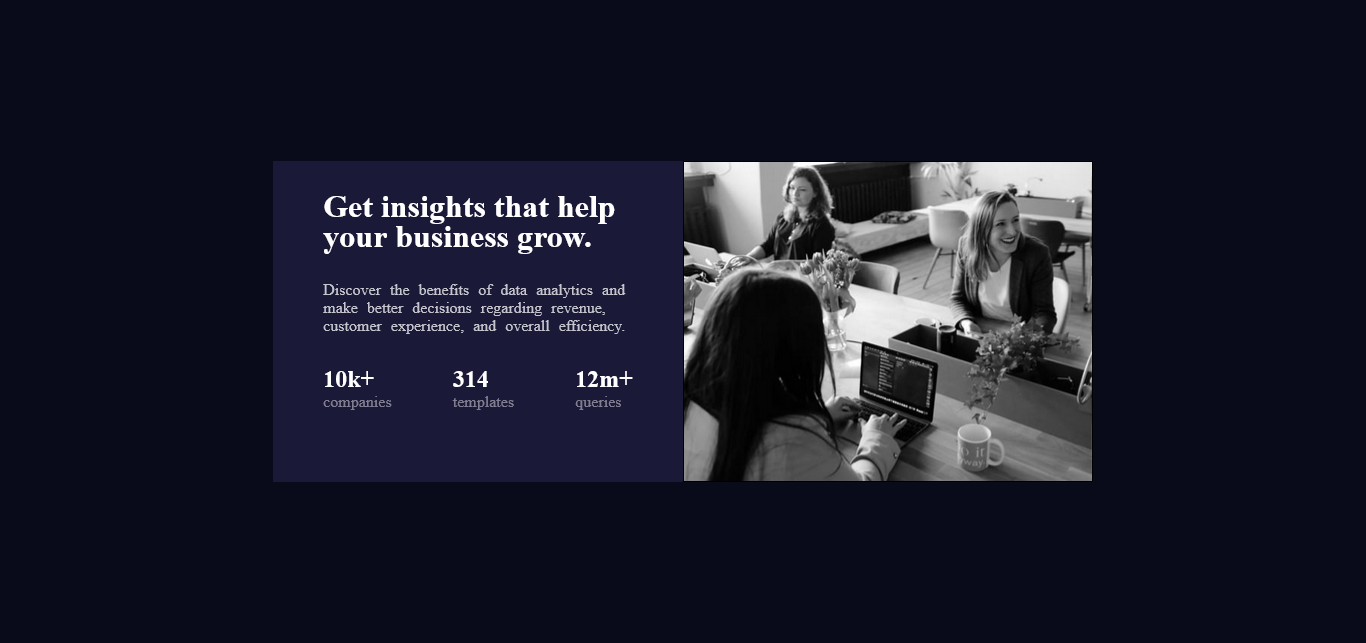 Get insights that help
your business grow.
Discover the benefits of data analytics and
make better decisions regarding revenue,
customer experience, and overall efficiency.
10k+ 314 12m+
companies templates queries